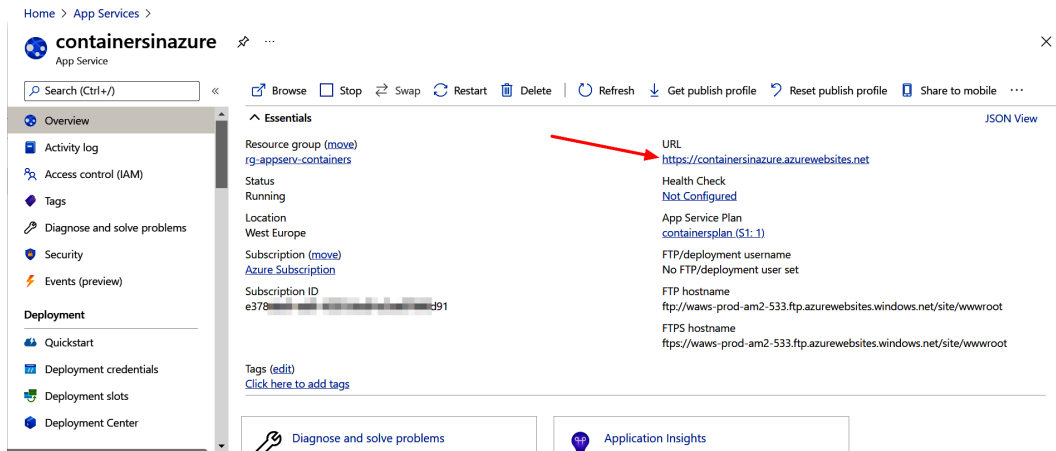 Home > App Services >
containersinazure
App Service
Search (Ctrl+/)
«
Browse Stop Swap Restart Delete Refresh Get publish profile Reset publish profile Share to mobile ...
Overview
Activity log
Access control (IAM)
Tags
Diagnose and solve problems
Security
Events (preview)
Deployment
Quickstart
Deployment credentials
Deployment slots
Deployment Center
Essentials
JSON View
Resource group (move)
rg-appserv-containers
Status
Running
Location
West Europe
Subscription (move)
Azure Subscription
Subscription ID
e378 d91
Tags (edit)
Click here to add tags
URL
https://containersinazure.azurewebsites.net
Health Check
Not Configured
App Service Plan
containersplan (S1: 1)
FTP/deployment username
No FTP/deployment user set
FTP hostname
ftp://waws-prod-am2-533.ftp.azurewebsites.windows.net/site/wwwroot
FTPS hostname
ftps://waws-prod-am2-533.ftp.azurewebsites.windows.net/site/wwwroot
Diagnose and solve problems
Application Insights